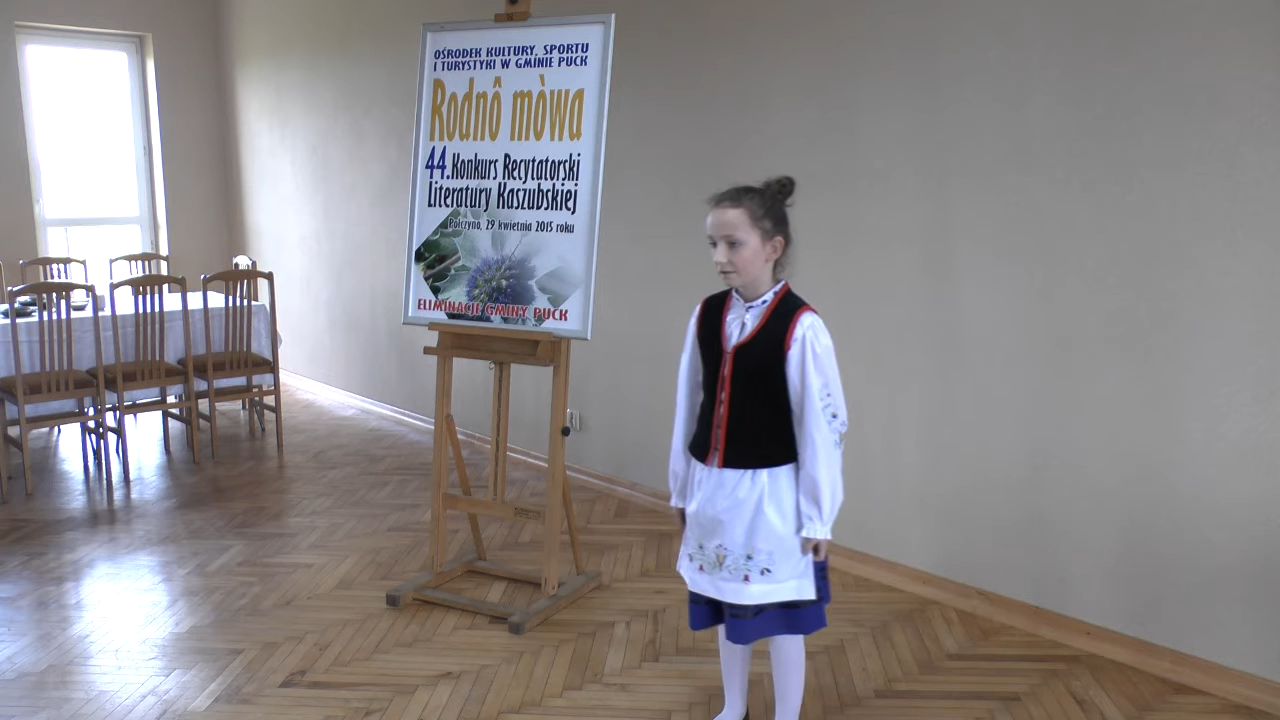 OŚRODEK KULTURY, SPORTU
I TURYSTYKI W GMINIE PUCK
Rodnô mòwa
44. Konkurs Recytatorski
Literatury Kaszubskiej
Połczyno, 29 kwietnia 2015 roku
ELIMINACJE GMINY PUCK